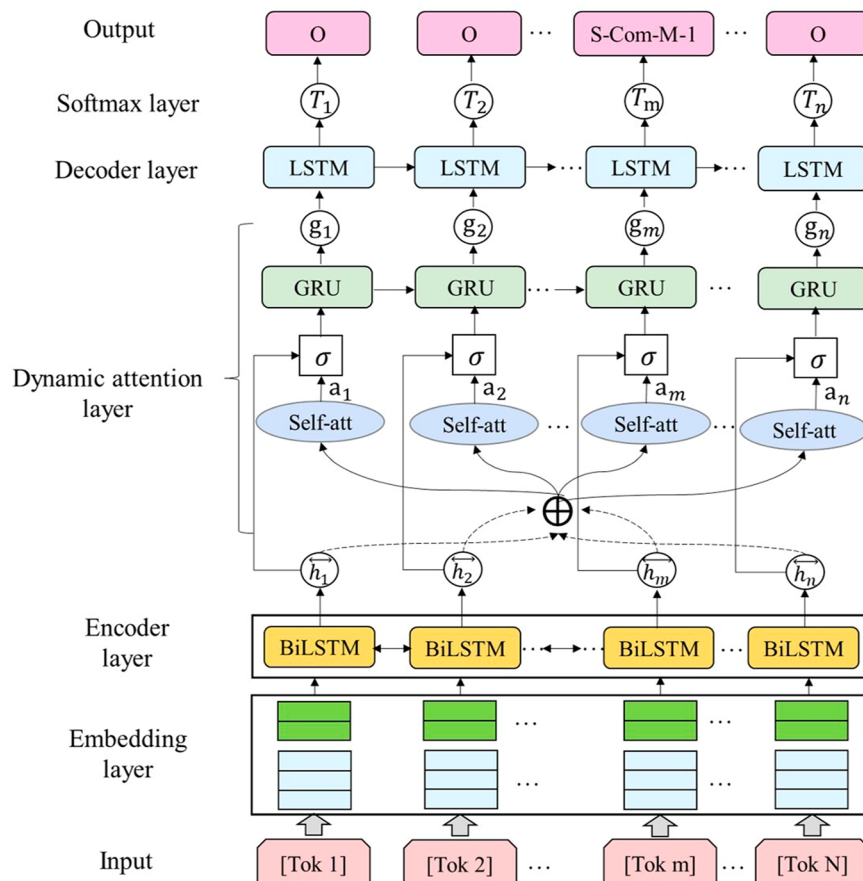 Output O O ... S-Com-M-1 ... O
Softmax layer T₁ T₂ Tₘ Tₙ
Decoder layer LSTM LSTM ... LSTM ... LSTM
g₁ g₂ gₘ gₙ
GRU GRU ... GRU ... GRU
σ σ σ σ
Dynamic attention
layer
a₁ a₂ aₘ aₙ
Self-att Self-att ... Self-att ... Self-att
⊕
h₁ h₂ hₘ hₙ
Encoder
layer
BiLSTM BiLSTM ... ... BiLSTM ... BiLSTM
Embedding
layer
... ...
... ...
Input [Tok 1] [Tok 2] ... [Tok m] ... [Tok N]